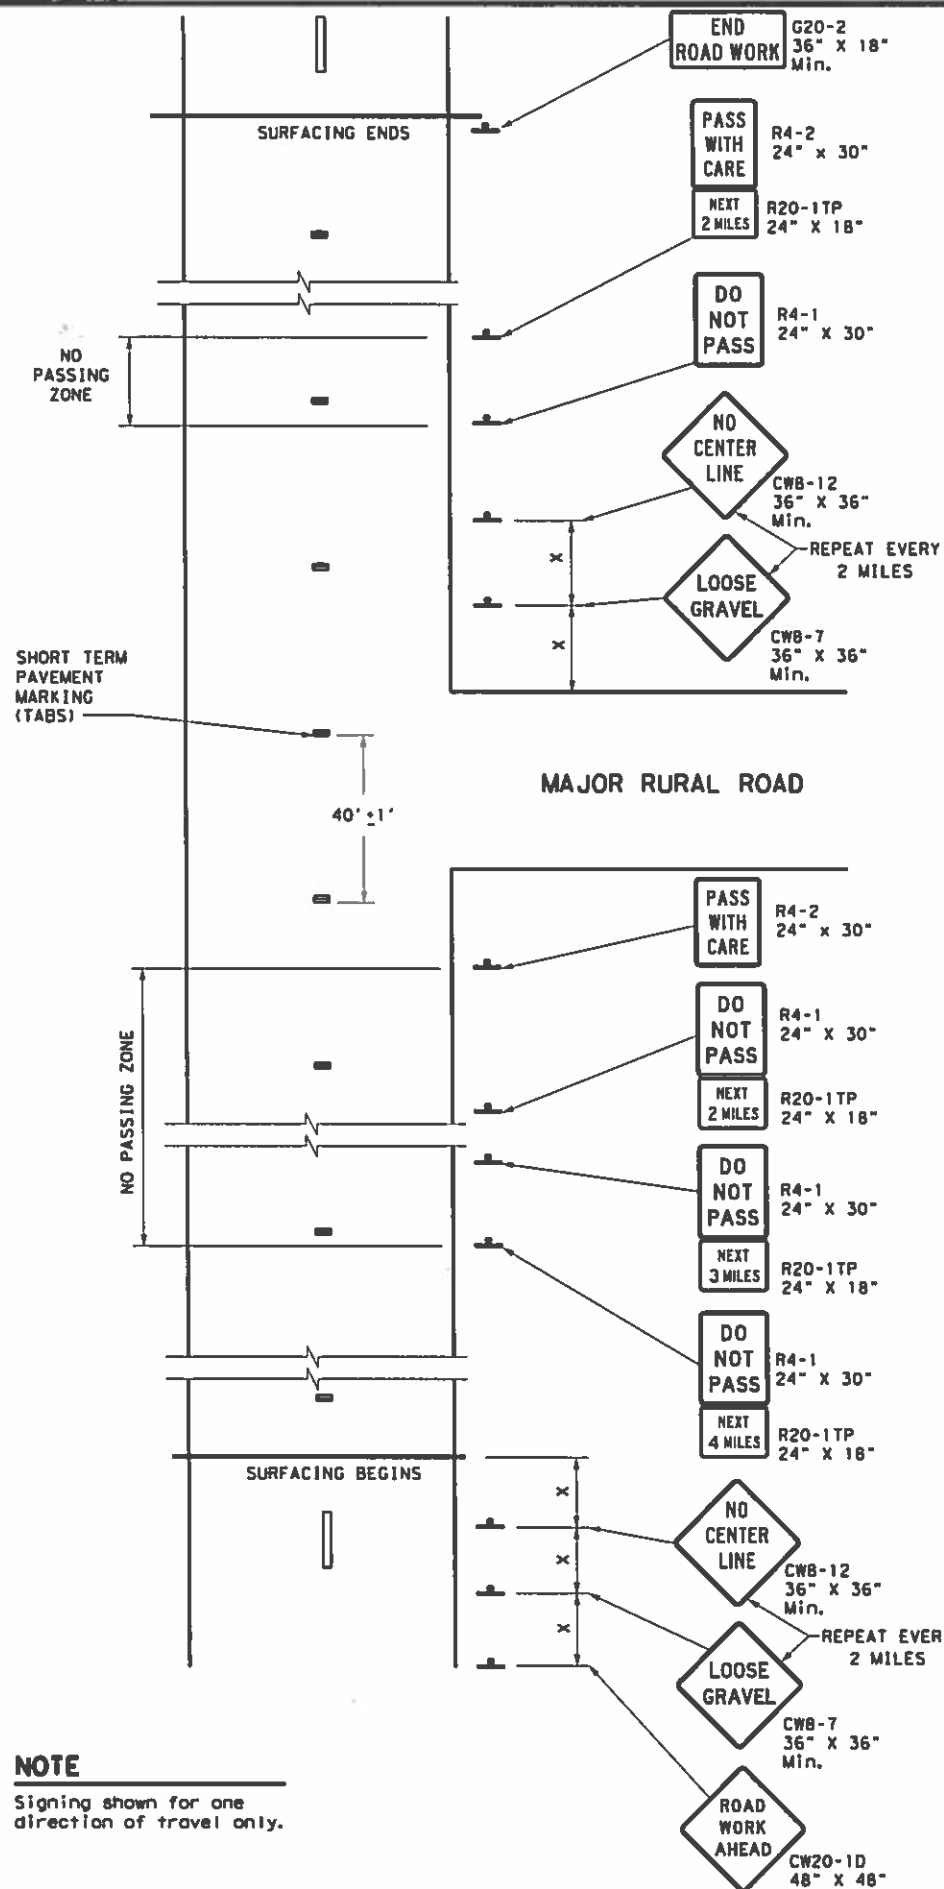 END
ROAD WORK
G20-2
36" X 18"
Min.
SURFACING ENDS
PASS
WITH
CARE
R4-2
24" x 30"
NEXT
2 MILES
R20-1TP
24" X 18"
DO
NOT
PASS
R4-1
24" X 30"
NO
PASSING
ZONE
NO
CENTER
LINE
CW8-12
36" X 36"
Min.
REPEAT EVERY
2 MILES
X
LOOSE
GRAVEL
X
CW8-7
36" X 36"
Min.
SHORT TERM
PAVEMENT
MARKING
(TABS)
MAJOR RURAL ROAD
40'±1'
PASS
WITH
CARE
R4-2
24" x 30"
DO
NOT
PASS
R4-1
24" X 30"
NO PASSING ZONE
NEXT
2 MILES
R20-1TP
24" X 18"
DO
NOT
PASS
R4-1
24" X 30"
NEXT
3 MILES
R20-1TP
24" X 18"
DO
NOT
PASS
R4-1
24" X 30"
NEXT
4 MILES
R20-1TP
24" X 18"
SURFACING BEGINS
X
NO
CENTER
LINE
X
CW8-12
36" X 36"
Min.
X
REPEAT EVER
2 MILES
LOOSE
GRAVEL
CW8-7
36" X 36"
Min.
NOTE
Signing shown for one
direction of travel only.
ROAD
WORK
AHEAD
CW20-1D
48" X 48"